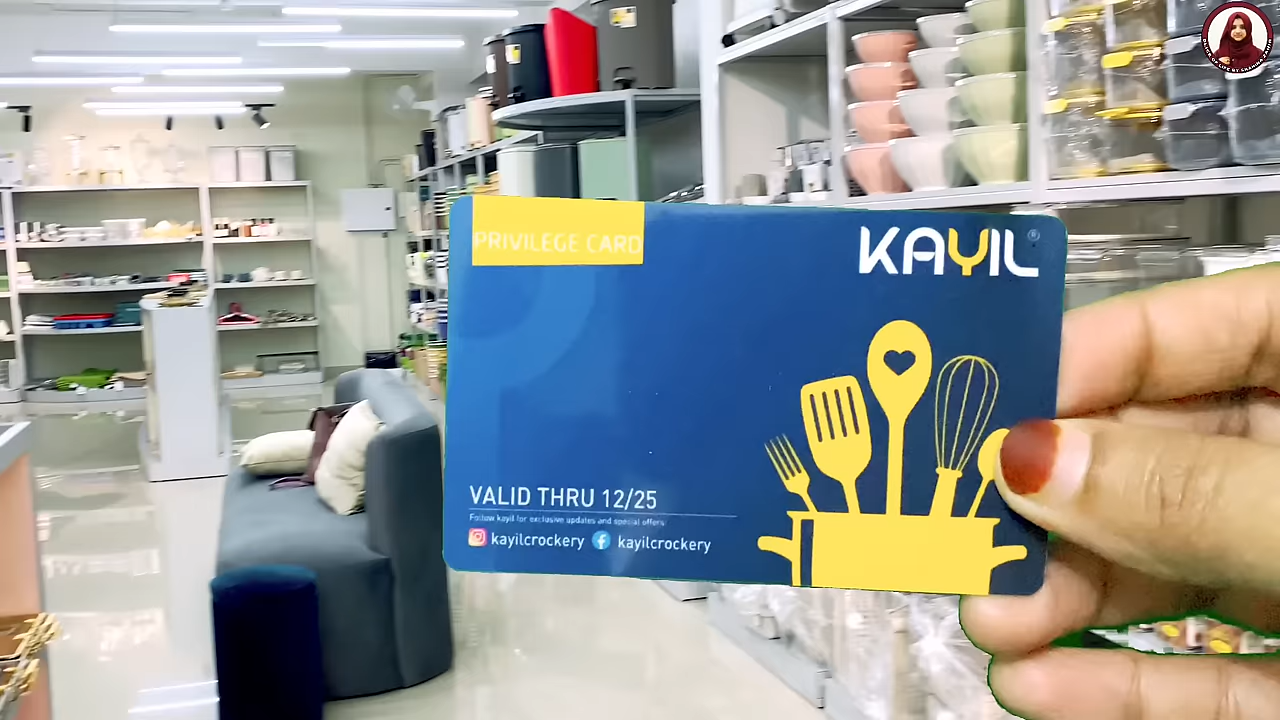 PRIVILEGE CARD
KAYIL®
VALID THRU 12/25
Follow kayil for exclusive updates and special offers
kayilcrockery kayilcrockery